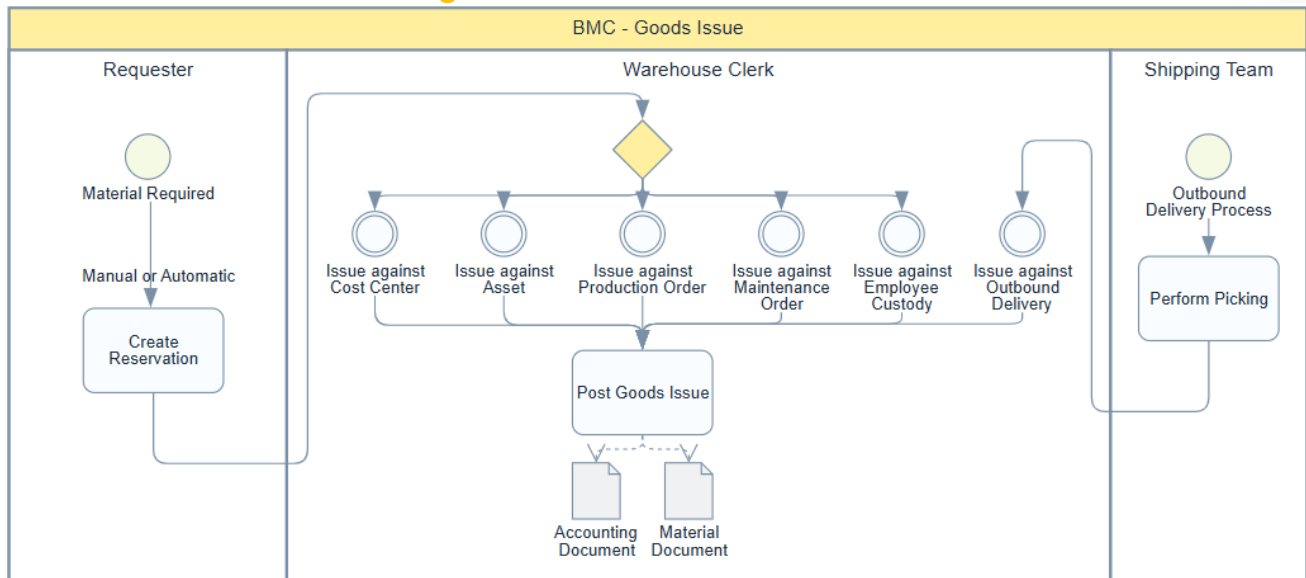 BMC - Goods Issue
Requester
Warehouse Clerk
Shipping Team
Material Required
Manual or Automatic
Create
Reservation
Issue against
Cost Center
Issue against
Asset
Issue against
Production Order
Issue against
Maintenance
Order
Issue against
Employee
Custody
Issue against
Outbound
Delivery
Outbound
Delivery Process
Perform Picking
Post Goods Issue
Accounting
Document
Material
Document